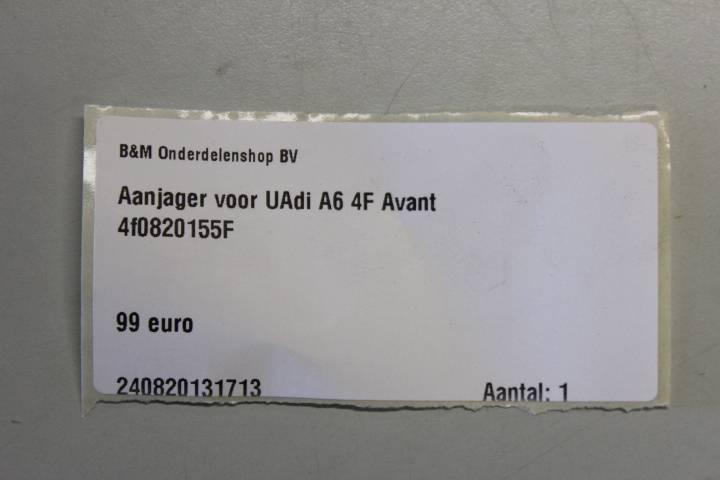 B&M Onderdelenshop BV
Aanjager voor UAdi A6 4F Avant
4f0820155F
99 euro
240820131713 Aantal: 1